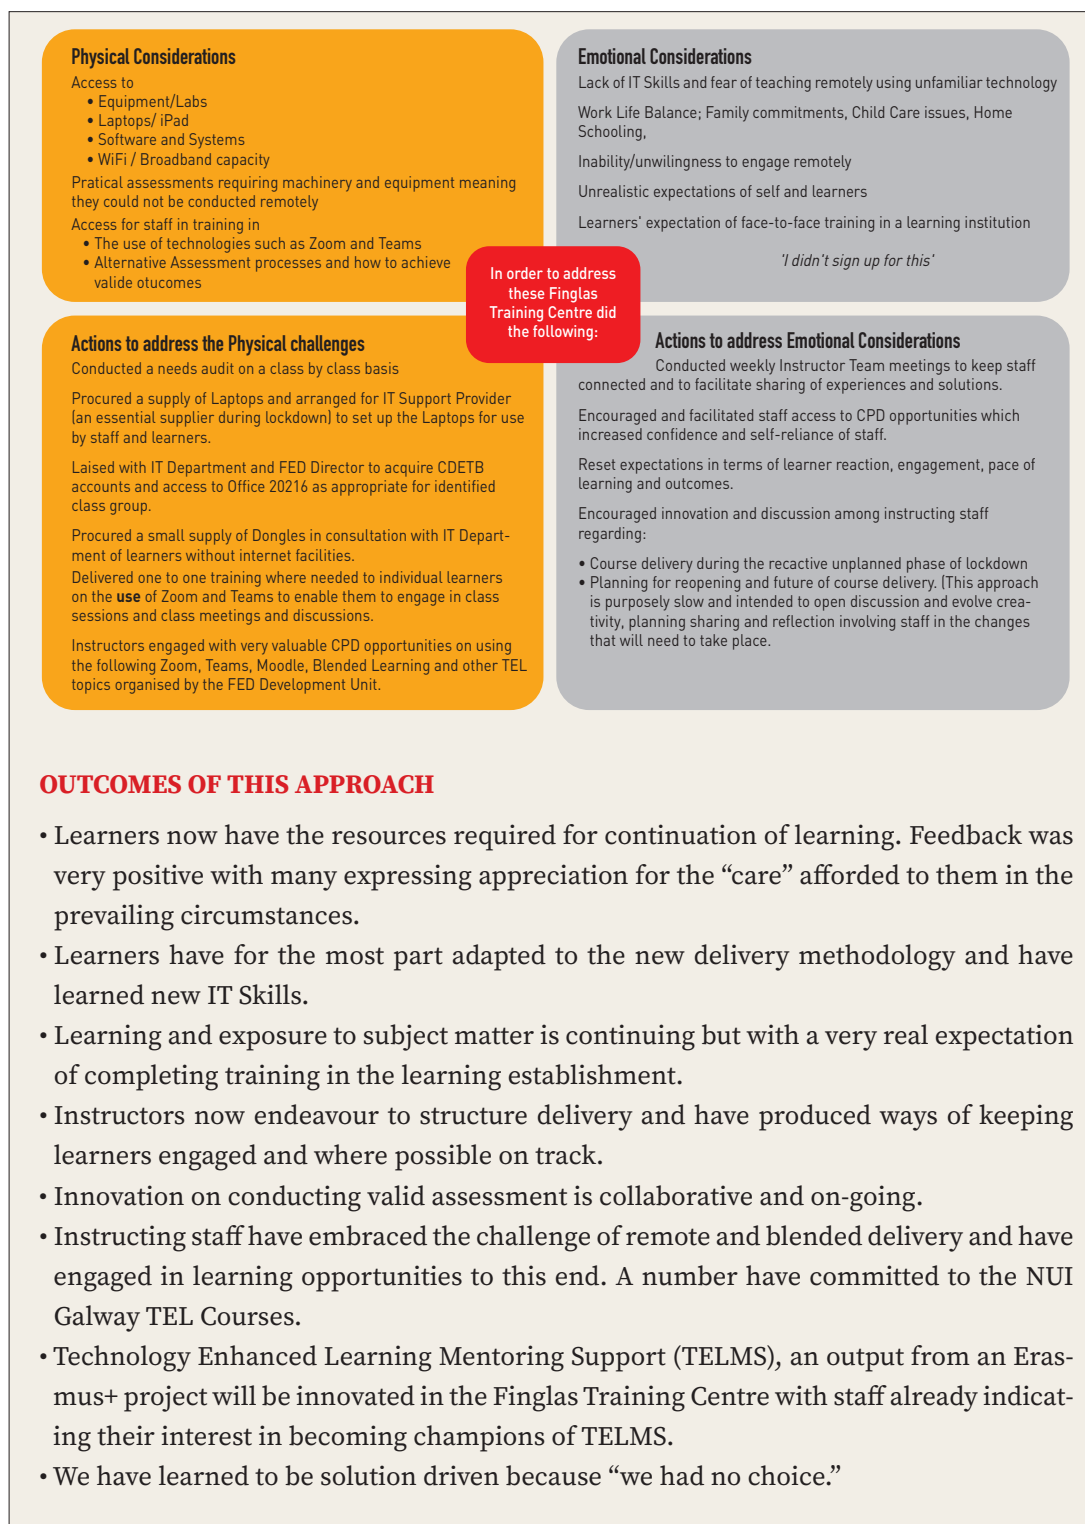 Physical Considerations
Access to
• Equipment/Labs
• Laptops/ iPad
• Software and Systems
• WiFi / Broadband capacity
Pratical assessments requiring machinery and equipment meaning
they could not be conducted remotely
Access for staff in training in
• The use of technologies such as Zoom and Teams
• Alternative Assessment processes and how to achieve
valide otucomes
Emotional Considerations
Lack of IT Skills and fear of teaching remotely using unfamiliar technology
Work Life Balance; Family commitments, Child Care issues, Home
Schooling,
Inability/unwilingness to engage remotely
Unrealistic expectations of self and learners
Learners' expectation of face-to-face training in a learning institution
'I didn't sign up for this'
In order to address
these Finglas
Training Centre did
the following:
Actions to address the Physical challenges
Conducted a needs audit on a class by class basis
Procured a supply of Laptops and arranged for IT Support Provider
(an essential supplier during lockdown) to set up the Laptops for use
by staff and learners.
Laised with IT Department and FED Director to acquire CDETB
accounts and access to Office 20216 as appropriate for identified
class group.
Procured a small supply of Dongles in consultation with IT Depart-
ment of learners without internet facilities.
Delivered one to one training where needed to individual learners
on the use of Zoom and Teams to enable them to engage in class
sessions and class meetings and discussions.
Instructors engaged with very valuable CPD opportunities on using
the following Zoom, Teams, Moodle, Blended Learning and other TEL
topics organised by the FED Development Unit.
Actions to address Emotional Considerations
Conducted weekly Instructor Team meetings to keep staff
connected and to facilitate sharing of experiences and solutions.
Encouraged and facilitated staff access to CPD opportunities which
increased confidence and self-reliance of staff.
Reset expectations in terms of learner reaction, engagement, pace of
learning and outcomes.
Encouraged innovation and discussion among instructing staff
regarding:
• Course delivery during the recactive unplanned phase of lockdown
• Planning for reopening and future of course delivery. (This approach
is purposely slow and intended to open discussion and evolve crea-
tivity, planning sharing and reflection involving staff in the changes
that will need to take place.
OUTCOMES OF THIS APPROACH
• Learners now have the resources required for continuation of learning. Feedback was
very positive with many expressing appreciation for the “care” afforded to them in the
prevailing circumstances.
• Learners have for the most part adapted to the new delivery methodology and have
learned new IT Skills.
• Learning and exposure to subject matter is continuing but with a very real expectation
of completing training in the learning establishment.
• Instructors now endeavour to structure delivery and have produced ways of keeping
learners engaged and where possible on track.
• Innovation on conducting valid assessment is collaborative and on-going.
• Instructing staff have embraced the challenge of remote and blended delivery and have
engaged in learning opportunities to this end. A number have committed to the NUI
Galway TEL Courses.
• Technology Enhanced Learning Mentoring Support (TELMS), an output from an Eras-
mus+ project will be innovated in the Finglas Training Centre with staff already indicat-
ing their interest in becoming champions of TELMS.
• We have learned to be solution driven because “we had no choice.”